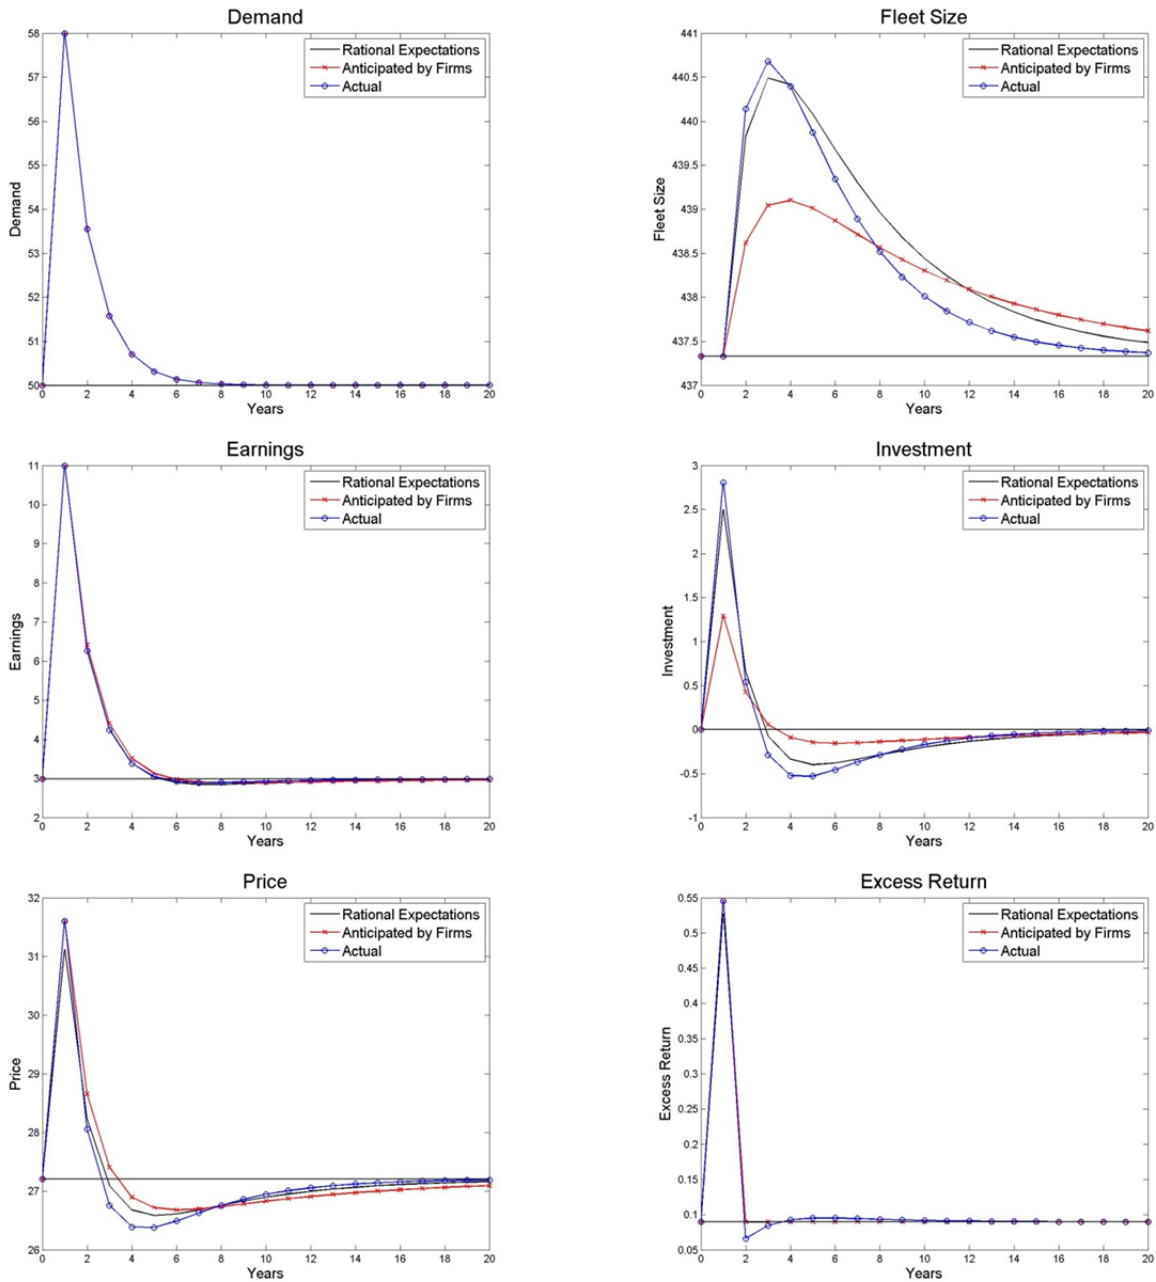 Demand
58
57
56
55
54
53
52
51
50
Demand
0 2 4 6 8 10 12 14 16 18 20
Years
Rational Expectations
Anticipated by Firms
Actual
Fleet Size
441
440.5
440
439.5
439
438.5
438
437.5
437
Fleet Size
0 2 4 6 8 10 12 14 16 18 20
Years
Rational Expectations
Anticipated by Firms
Actual
Earnings
11
10
9
8
7
6
5
4
3
2
Earnings
0 2 4 6 8 10 12 14 16 18 20
Years
Rational Expectations
Anticipated by Firms
Actual
Investment
3
2.5
2
1.5
1
0.5
0
-0.5
-1
Investment
0 2 4 6 8 10 12 14 16 18 20
Years
Rational Expectations
Anticipated by Firms
Actual
Price
32
31
30
29
28
27
26
Price
0 2 4 6 8 10 12 14 16 18 20
Years
Rational Expectations
Anticipated by Firms
Actual
Excess Return
0.55
0.5
0.45
0.4
0.35
0.3
0.25
0.2
0.15
0.1
0.05
Excess Return
0 2 4 6 8 10 12 14 16 18 20
Years
Rational Expectations
Anticipated by Firms
Actual